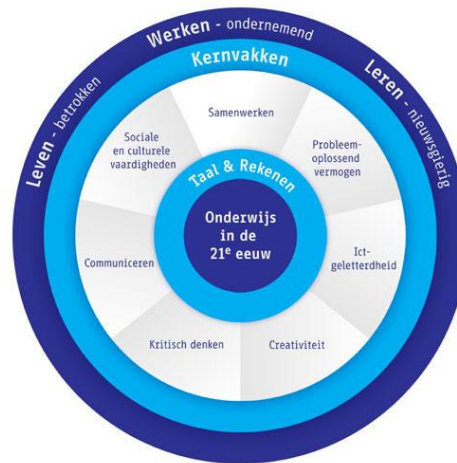 Leven - betrokken
Werken - ondernemend
Leren - nieuwsgierig
Kernvakken
Samenwerken
Probleem-
oplossend
vermogen
Ict-
geletterdheid
Creativiteit
Kritisch denken
Communiceren
Sociale
en culturele
vaardigheden
Taal & Rekenen
Onderwijs
in de
21e eeuw